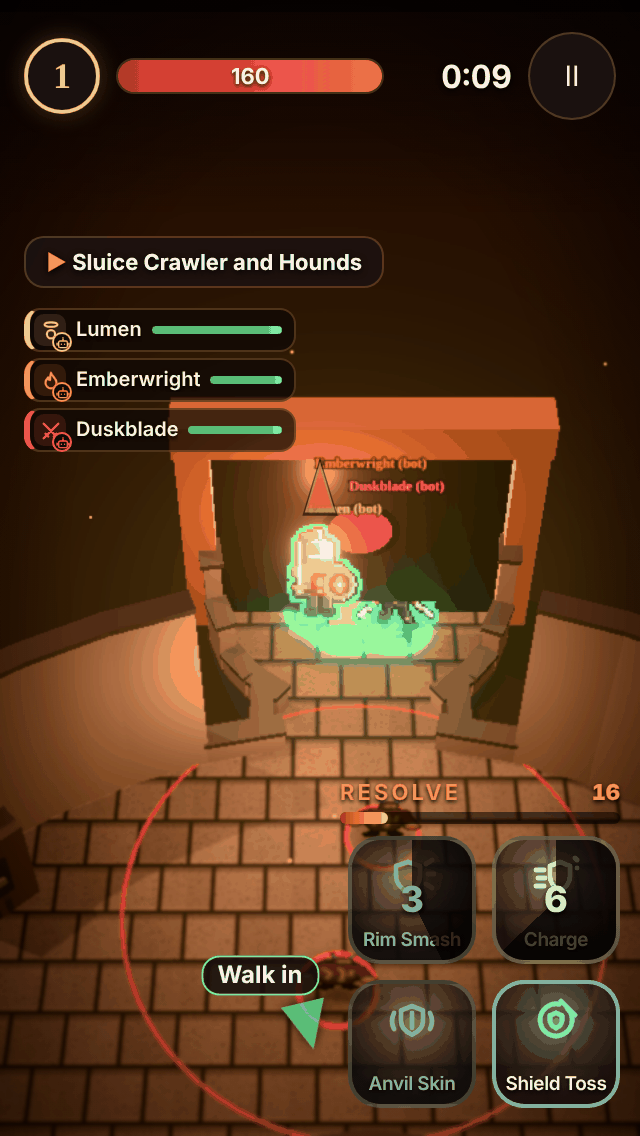 1
160
0:09
Sluice Crawler and Hounds
Lumen
Emberwright
Duskblade
Emberwright (bot)
Duskblade (bot)
(bot)
RESOLVE
16
3
6
Rim Smash
Charge
Walk in
Anvil Skin
Shield Toss